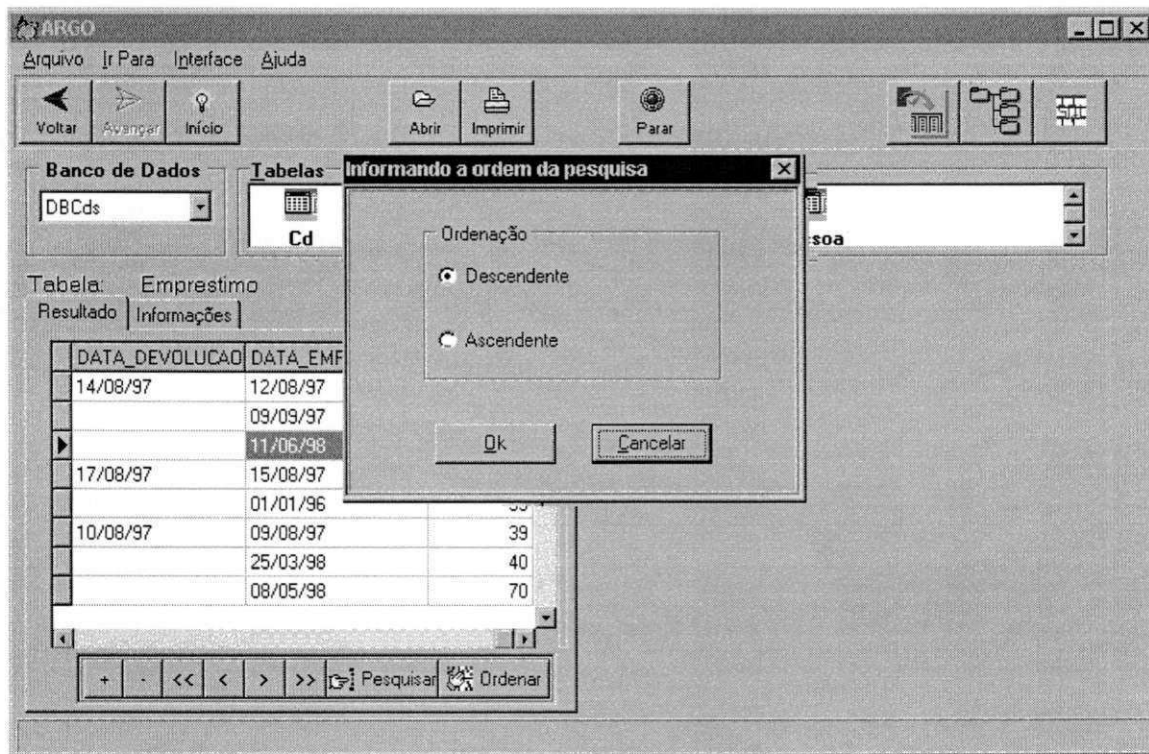 ARGO
Arquivo Ir Para Interface Ajuda
Voltar Avançar Início Abrir Imprimir Parar SQL
Banco de Dados
DBCds
Tabelas
Cd
soa
Informando a ordem da pesquisa
Ordenação
Descendente
Ascendente
Ok Cancelar
Tabela: Emprestimo
Resultado Informações
DATA_DEVOLUCAO DATA_EMF
14/08/97 12/08/97
09/09/97
11/06/98
17/08/97 15/08/97
01/01/96
10/08/97 09/08/97 39
25/03/98 40
08/05/98 70
+ - << < > >> Pesquisar Ordenar